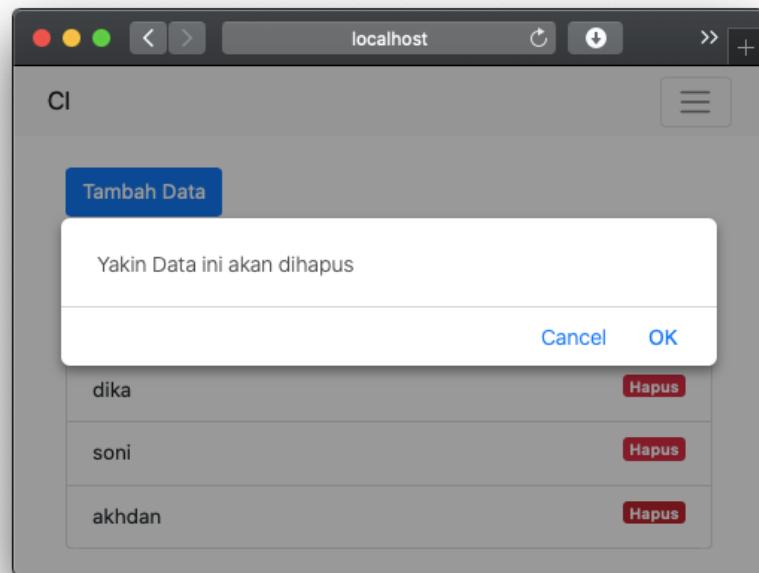 localhost
CI
Tambah Data
Yakin Data ini akan dihapus
Cancel OK
dika Hapus
soni Hapus
akhdan Hapus